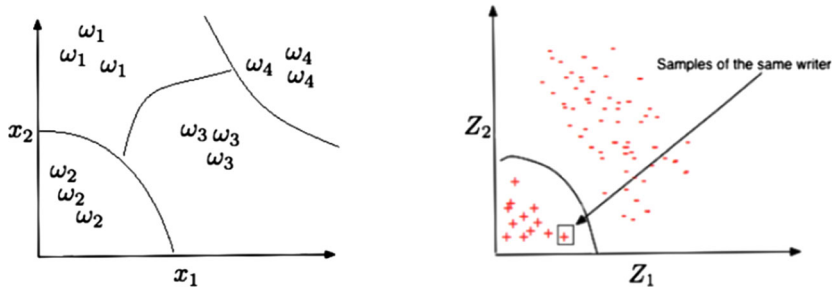 ω₁
ω₁ ω₁
ω₄ ω₄
ω₄
x₂
ω₃ ω₃
ω₃
ω₂
ω₂
ω₂
x₁
Samples of the same writer
Z₂
Z₁